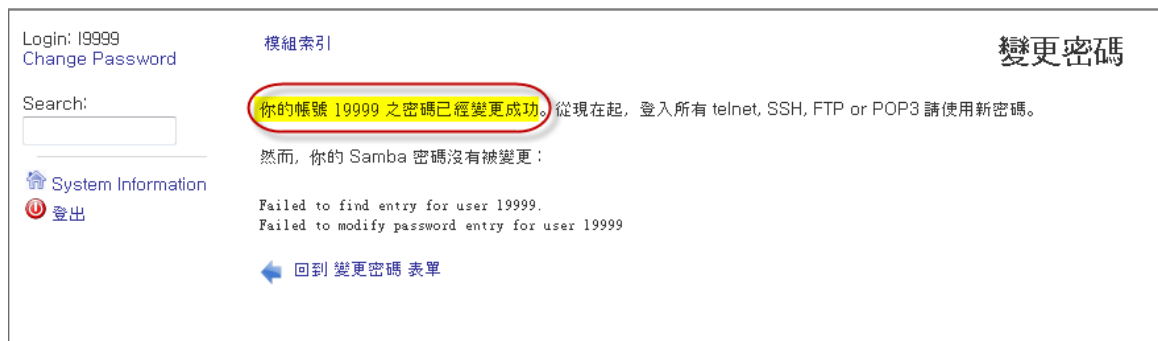 Login: l9999
Change Password
Search:
System Information
登出
模組索引
變更密碼
你的帳號 l9999 之密碼已經變更成功。從現在起, 登入所有 telnet, SSH, FTP or POP3 請使用新密碼。
然而, 你的 Samba 密碼沒有被變更：
Failed to find entry for user l9999.
Failed to modify password entry for user l9999
回到 變更密碼 表單